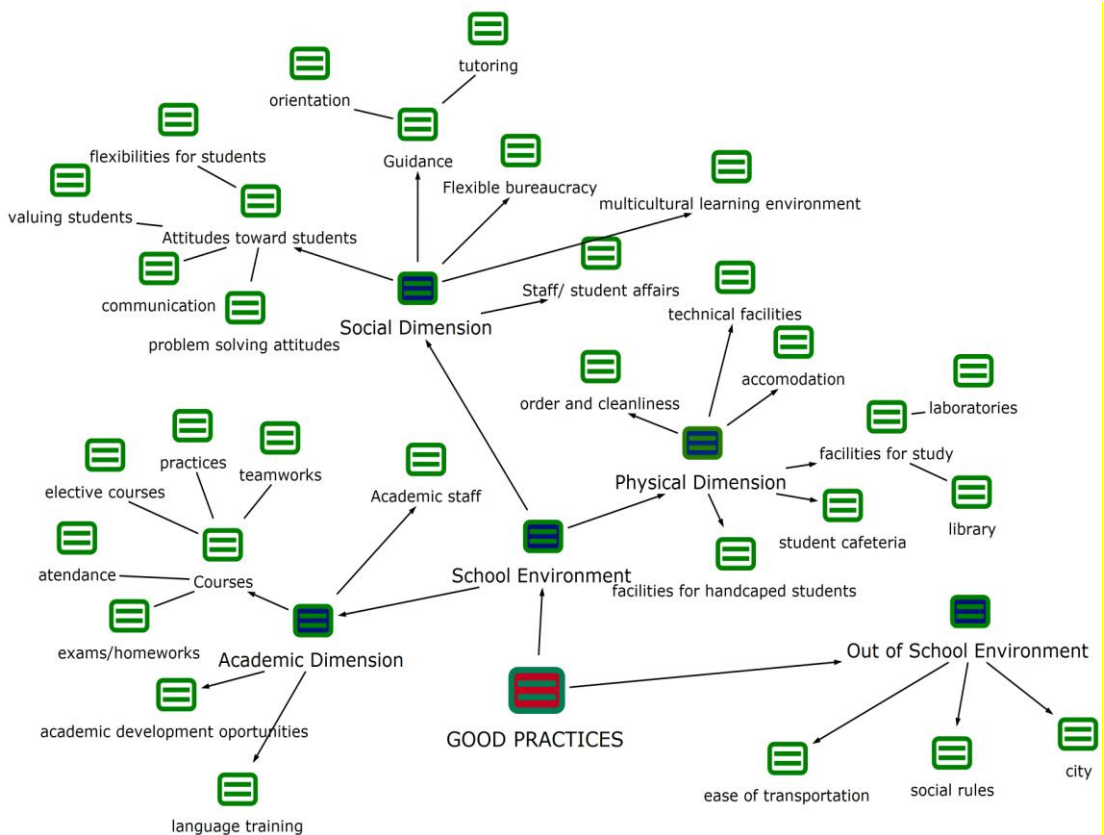 tutoring
orientation
flexibilities for students
Guidance
Flexible bureaucracy
valuing students
multicultural learning environment
Attitudes toward students
communication
Staff/ student affairs
technical facilities
Social Dimension
problem solving attitudes
accomodation
order and cleanliness
laboratories
facilities for study
practices
teamworks
Physical Dimension
elective courses
Academic staff
library
student cafeteria
atendance
Courses
School Environment
facilities for handcaped students
exams/homeworks
Academic Dimension
Out of School Environment
academic development oportunities
GOOD PRACTICES
city
ease of transportation
social rules
language training